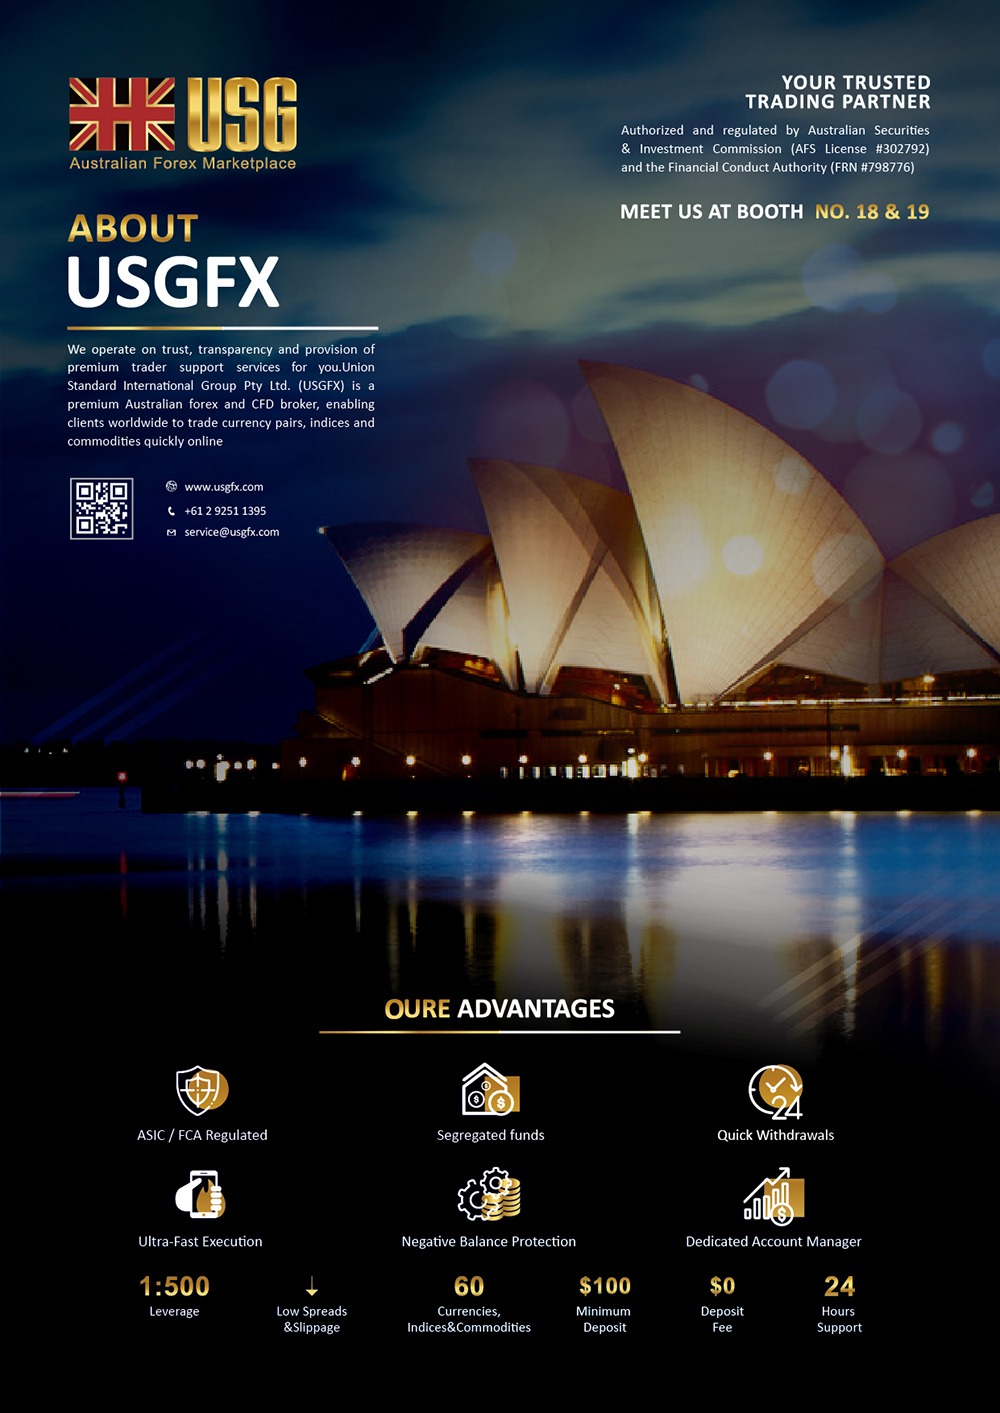 USG
Australian Forex Marketplace
YOUR TRUSTED
TRADING PARTNER
Authorized and regulated by Australian Securities
& Investment Commission (AFS License #302792)
and the Financial Conduct Authority (FRN #798776)
MEET US AT BOOTH NO. 18 & 19
ABOUT
USGFX
We operate on trust, transparency and provision of
premium trader support services for you.Union
Standard International Group Pty Ltd. (USGFX) is a
premium Australian forex and CFD broker, enabling
clients worldwide to trade currency pairs, indices and
commodities quickly online
www.usgfx.com
+61 2 9251 1395
service@usgfx.com
OURE ADVANTAGES
24
ASIC / FCA Regulated
Segregated funds
Quick Withdrawals
Ultra-Fast Execution
Negative Balance Protection
Dedicated Account Manager
1:500
Leverage
↓
Low Spreads
&Slippage
60
Currencies,
Indices&Commodities
$100
Minimum
Deposit
$0
Deposit
Fee
24
Hours
Support